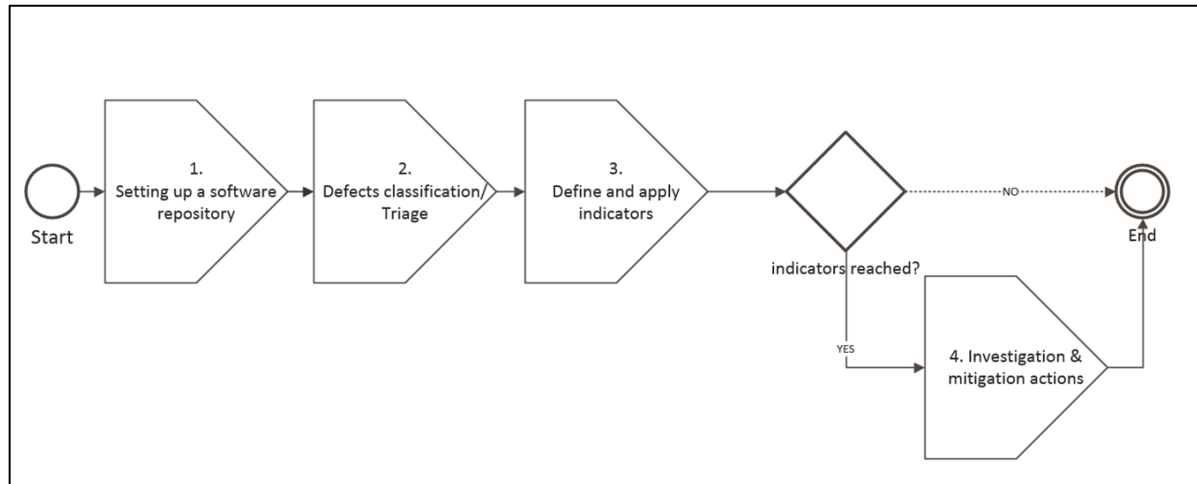 Start
1.
Setting up a software
repository
2.
Defects classification/
Triage
3.
Define and apply
indicators
indicators reached?
NO
End
YES
4. Investigation &
mitigation actions